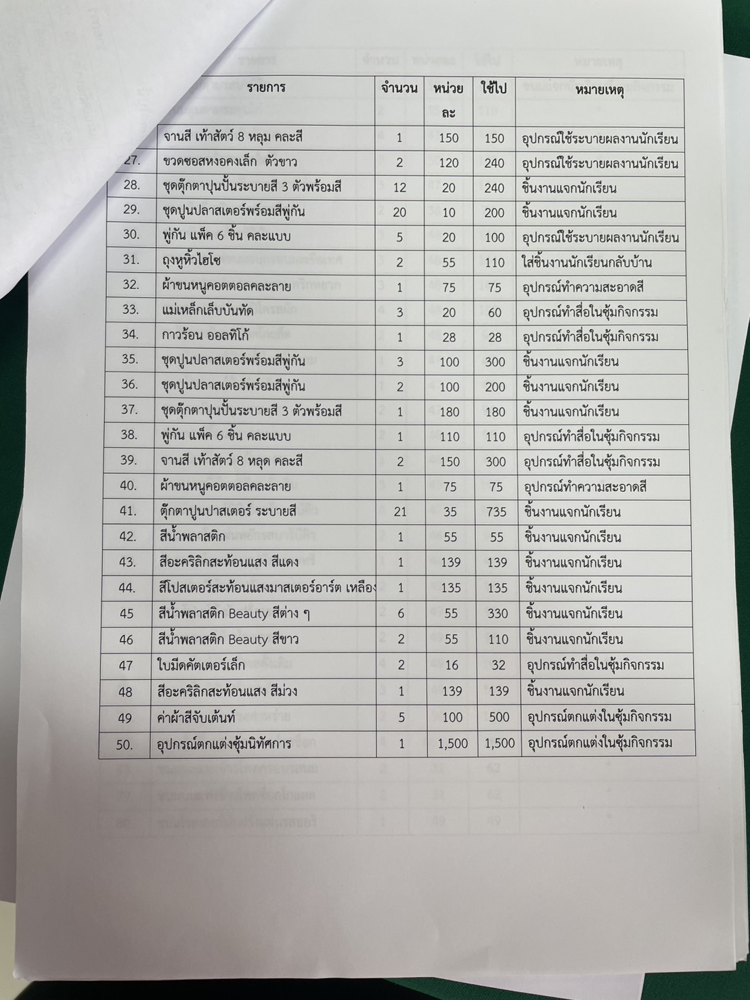 รายการ จำนวน หน่วยละ ใช้ไป หมายเหตุ
จานสี เท้าสัตว์ 8 หลุม คละสี 1 150 150 อุปกรณ์ใช้ระบายผลงานนักเรียน
27. ขวดซอสหงอคงเล็ก ตัวขาว 2 120 240 อุปกรณ์ใช้ระบายผลงานนักเรียน
28. ชุดตุ๊กตาปุนปั้นระบายสี 3 ตัวพร้อมสี 12 20 240 ชิ้นงานแจกนักเรียน
29. ชุดปูนปลาสเตอร์พร์อมสีพู่กัน 20 10 200 ชิ้นงานแจกนักเรียน
30. พู่กัน แพ็ค 6 ชิ้น คละแบบ 5 20 100 อุปกรณ์ใช้ระบายผลงานนักเรียน
31. ถุงหูหิ้วไฮโซ 2 55 110 ใส่ชิ้นงานนักเรียนกลับบ้าน
32. ผ้าขนหนูคอตตอลคละลาย 1 75 75 อุปกรณ์ทำความสะอาดสี
33. แม่เหล็กเล็บบันทัด 3 20 60 อุปกรณ์ทำสื่อในซุ้มกิจกรรม
34. กาวร้อน ออลทิโก้ 1 28 28 อุปกรณ์ทำสื่อในซุ้มกิจกรรม
35. ชุดปูนปลาสเตอร์พร์อมสีพู่กัน 3 100 300 ชิ้นงานแจกนักเรียน
36. ชุดปูนปลาสเตอร์พร์อมสีพู่กัน 2 100 200 ชิ้นงานแจกนักเรียน
37. ชุดตุ๊กตาปุนปั้นระบายสี 3 ตัวพร้อมสี 1 180 180 ชิ้นงานแจกนักเรียน
38. พู่กัน แพ็ค 6 ชิ้น คละแบบ 1 110 110 อุปกรณ์ทำสื่อในซุ้มกิจกรรม
39. จานสี เท้าสัตว์ 8 หลุด คละสี 2 150 300 อุปกรณ์ทำสื่อในซุ้มกิจกรรม
40. ผ้าขนหนูคอตตอลคละลาย 1 75 75 อุปกรณ์ทำความสะอาดสี
41. ตุ๊กตาปูนปาสเตอร์ ระบายสี 21 35 735 ชิ้นงานแจกนักเรียน
42. สีน้ำพลาสติก 1 55 55 ชิ้นงานแจกนักเรียน
43. สีอะคริลิกสะท้อนแสง สีแดง 1 139 139 ชิ้นงานแจกนักเรียน
44. สีโปสเตอร์สะท้อนแสงมาสเตอร์อาร์ต เหลือง 1 135 135 ชิ้นงานแจกนักเรียน
45 สีน้ำพลาสติก Beauty สีต่าง ๆ 6 55 330 ชิ้นงานแจกนักเรียน
46 สีน้ำพลาสติก Beauty สีขาว 2 55 110 ชิ้นงานแจกนักเรียน
47 ใบมีดคัตเตอร์เล็ก 2 16 32 อุปกรณ์ทำสื่อในซุ้มกิจกรรม
48 สีอะคริลิกสะท้อนแสง สีม่วง 1 139 139 ชิ้นงานแจกนักเรียน
49 ค่าผ้าสีจับเต้นท์ 5 100 500 อุปกรณ์ตกแต่งในซุ้มกิจกรรม
50. อุปกรณ์ตกแต่งซุ้มนิทัศการ 1 1,500 1,500 อุปกรณ์ตกแต่งในซุ้มกิจกรรม